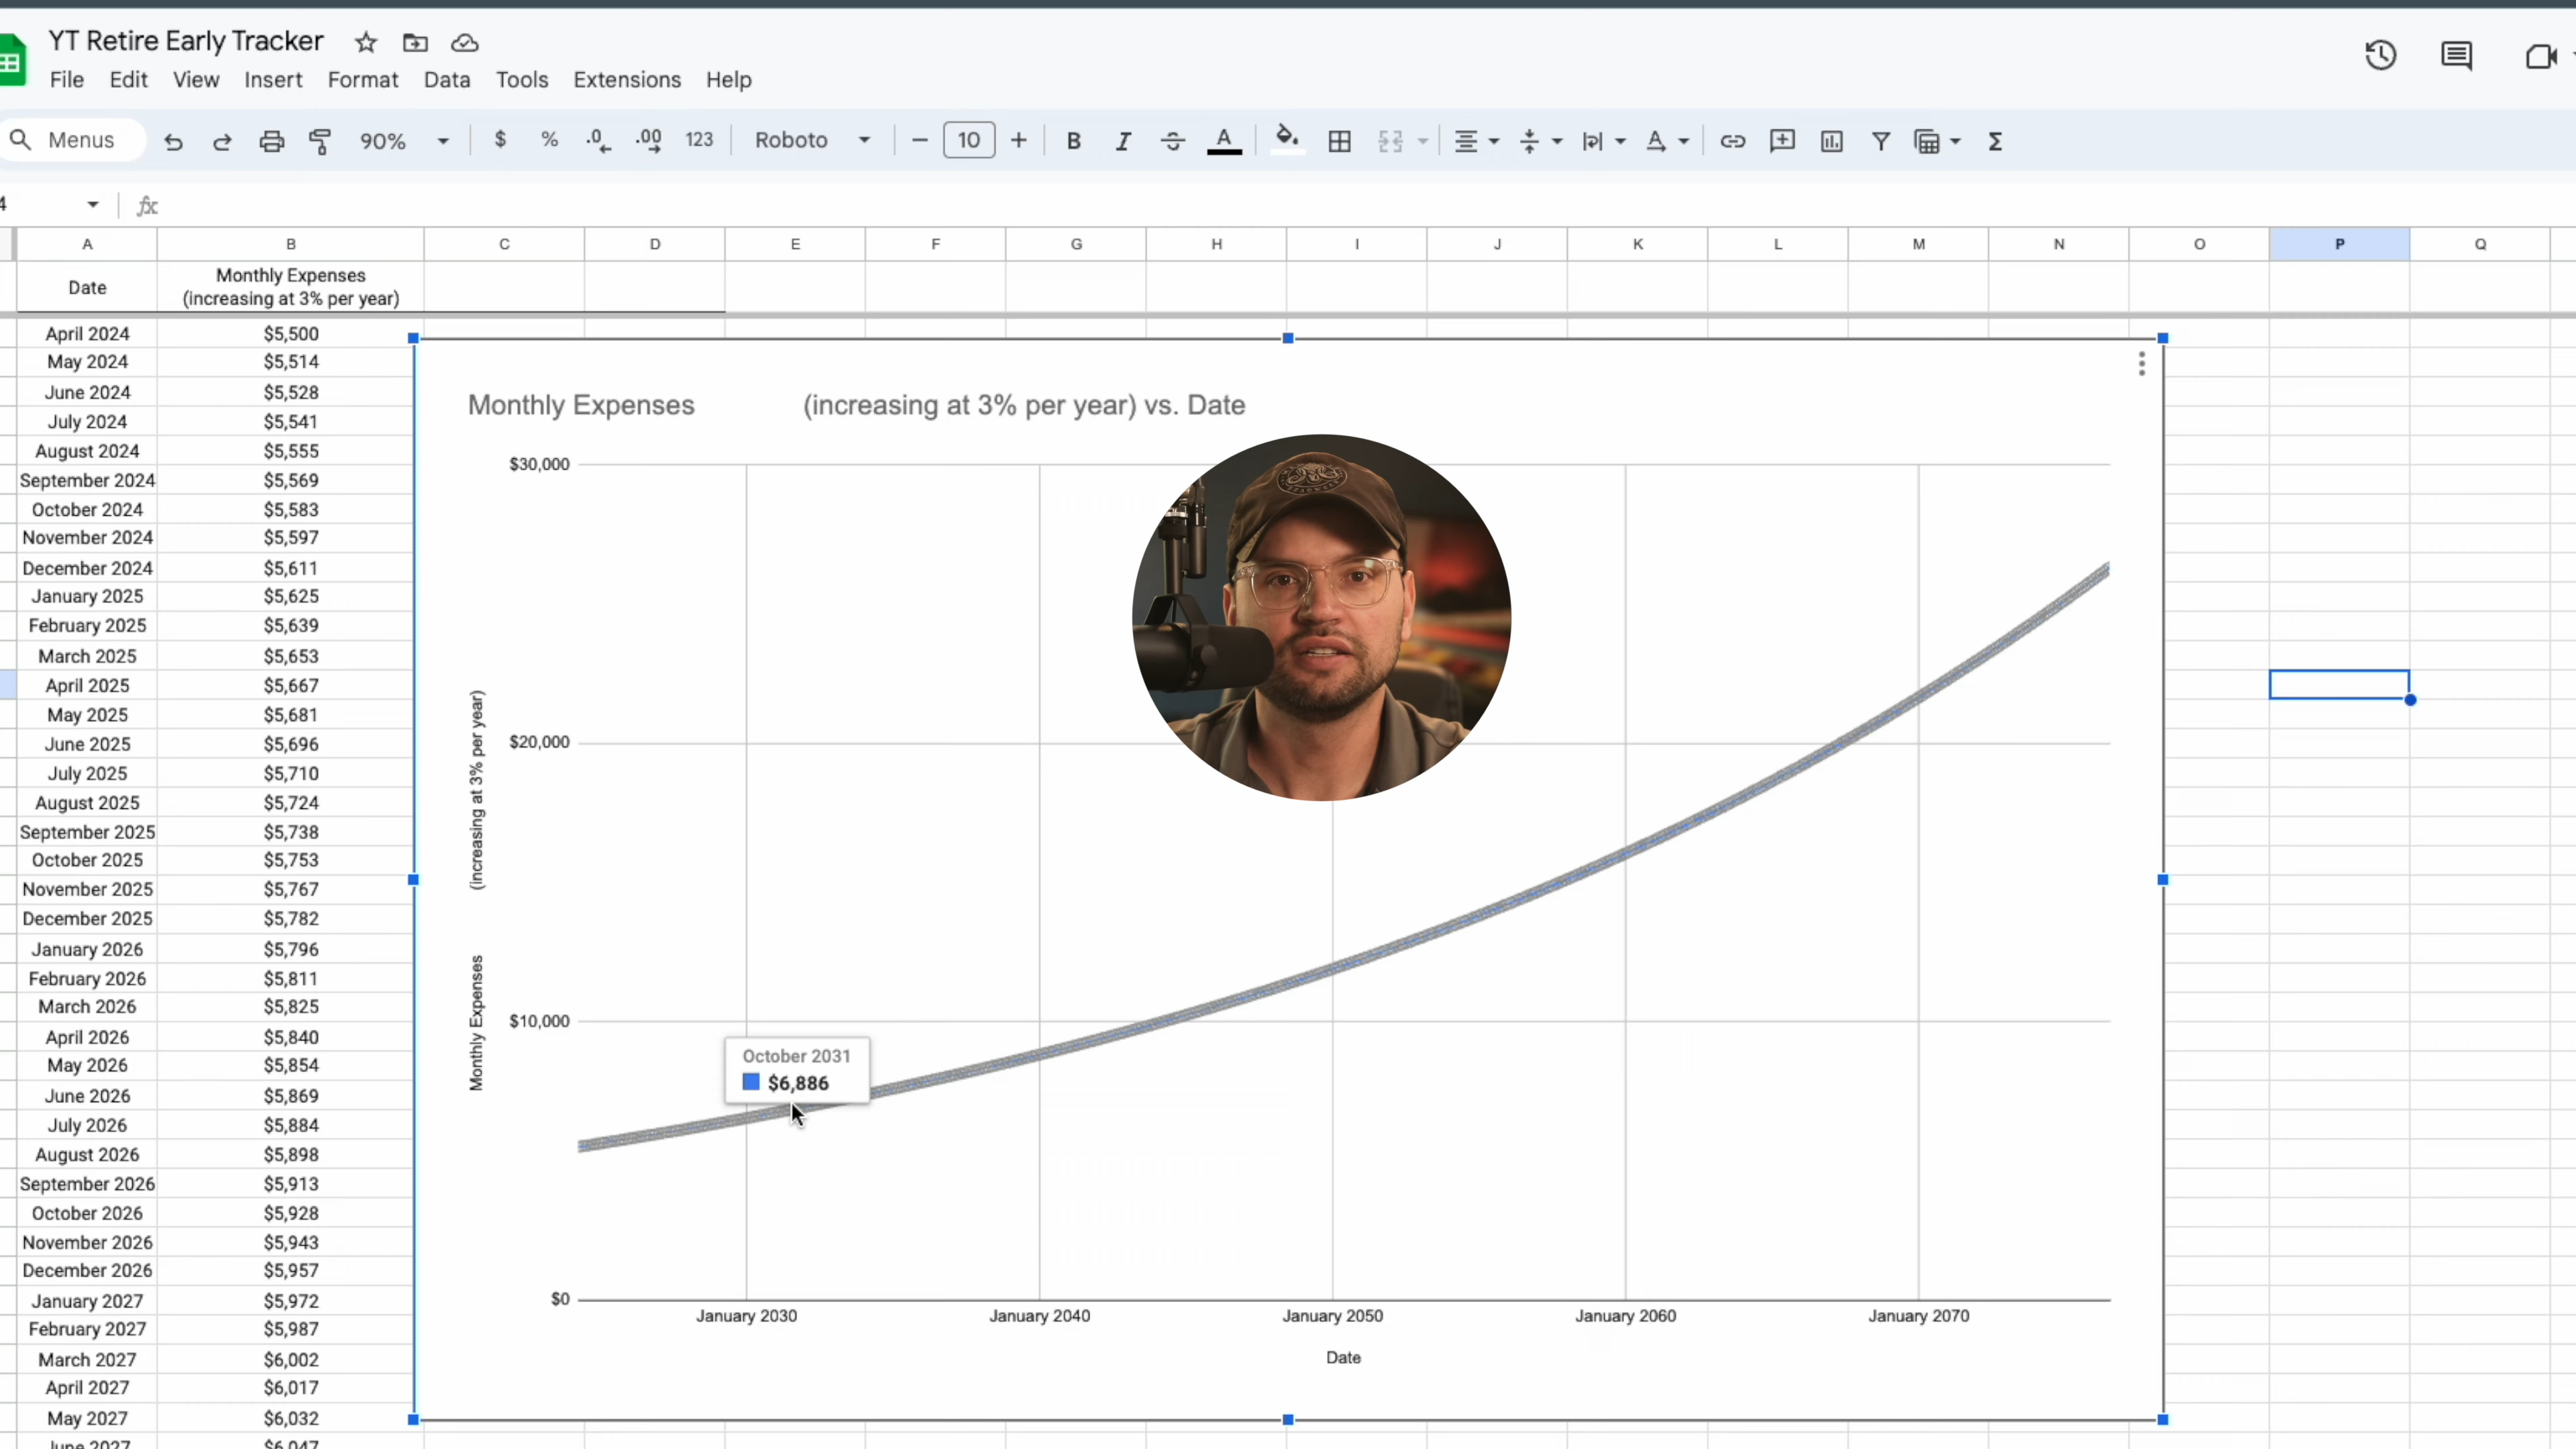 YT Retire Early Tracker
File Edit View Insert Format Data Tools Extensions Help
Menus 90% $ % .0 .00 123 Roboto 10 B I A A Σ
4 fx
A B C D E F G H I J K L M N O P Q
Date Monthly Expenses
(increasing at 3% per year)
April 2024 $5,500
May 2024 $5,514
June 2024 $5,528
July 2024 $5,541
August 2024 $5,555
September 2024 $5,569
October 2024 $5,583
November 2024 $5,597
December 2024 $5,611
January 2025 $5,625
February 2025 $5,639
March 2025 $5,653
April 2025 $5,667
May 2025 $5,681
June 2025 $5,696
July 2025 $5,710
August 2025 $5,724
September 2025 $5,738
October 2025 $5,753
November 2025 $5,767
December 2025 $5,782
January 2026 $5,796
February 2026 $5,811
March 2026 $5,825
April 2026 $5,840
May 2026 $5,854
June 2026 $5,869
July 2026 $5,884
August 2026 $5,898
September 2026 $5,913
October 2026 $5,928
November 2026 $5,943
December 2026 $5,957
January 2027 $5,972
February 2027 $5,987
March 2027 $6,002
April 2027 $6,017
May 2027 $6,032
June 2027 $6,047
Monthly Expenses (increasing at 3% per year) vs. Date
Monthly Expenses (increasing at 3% per year)
$30,000
$20,000
$10,000
$0
October 2031
$6,886
January 2030 January 2040 January 2050 January 2060 January 2070
Date